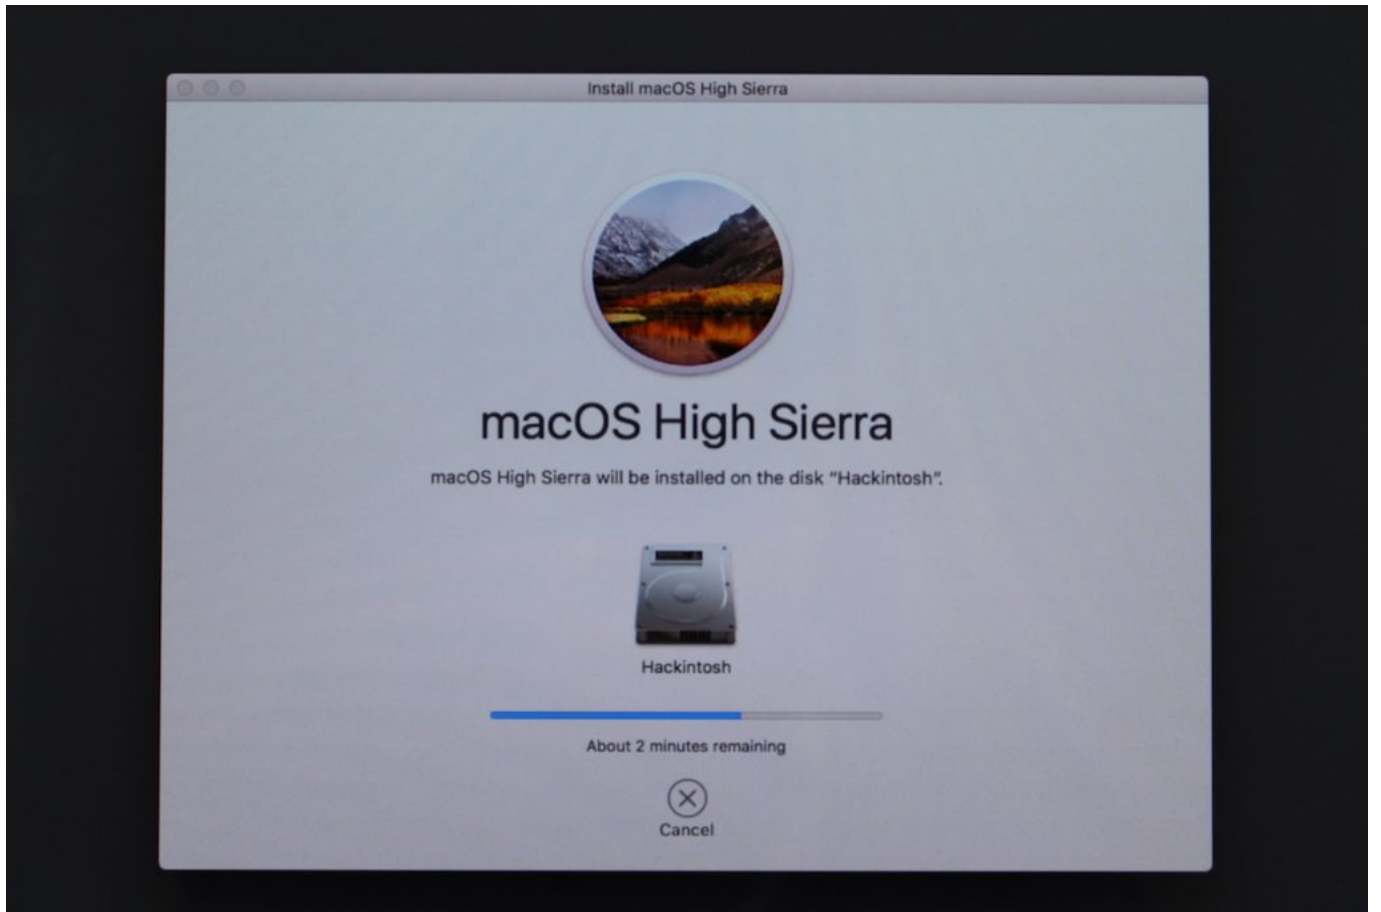 Install macOS High Sierra
macOS High Sierra
macOS High Sierra will be installed on the disk "Hackintosh".
Hackintosh
About 2 minutes remaining
Cancel